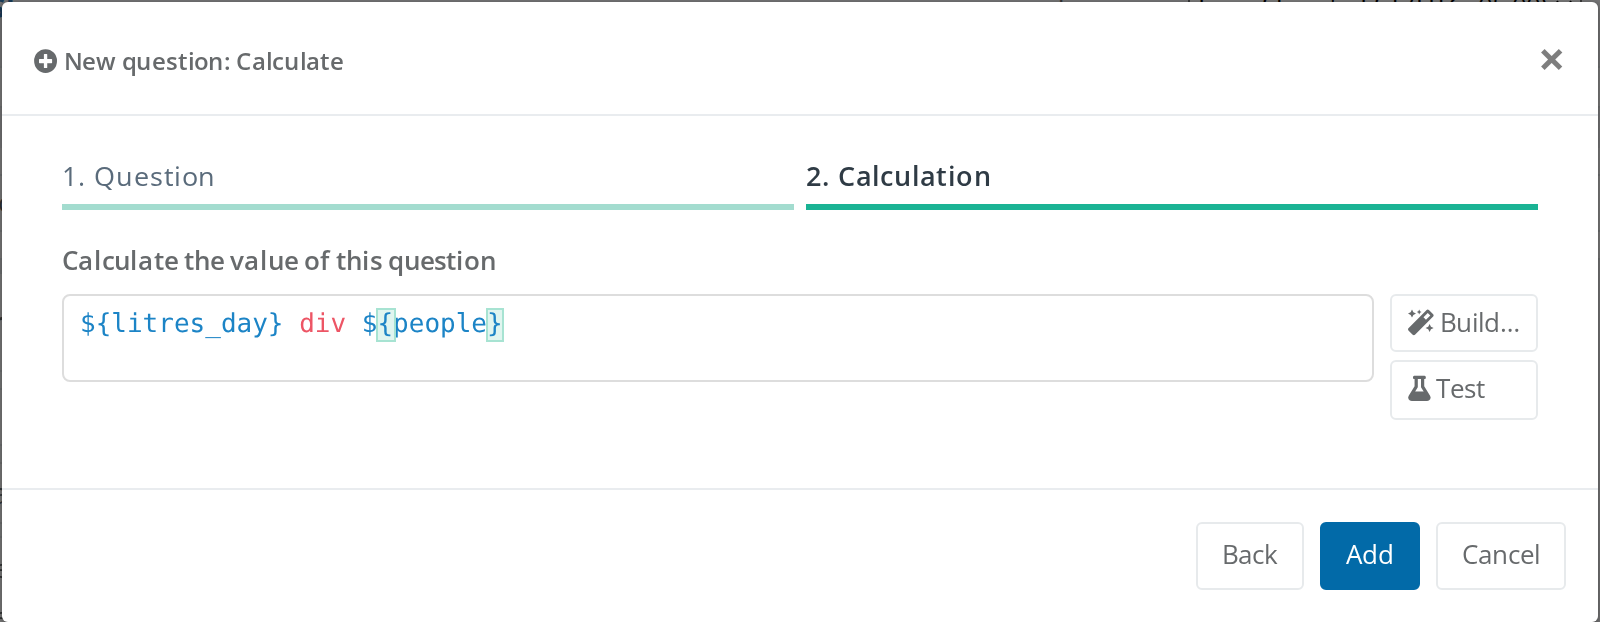 New question: Calculate
1. Question
2. Calculation
Calculate the value of this question
${litres_day} div ${people}
Build...
Test
Back
Add
Cancel